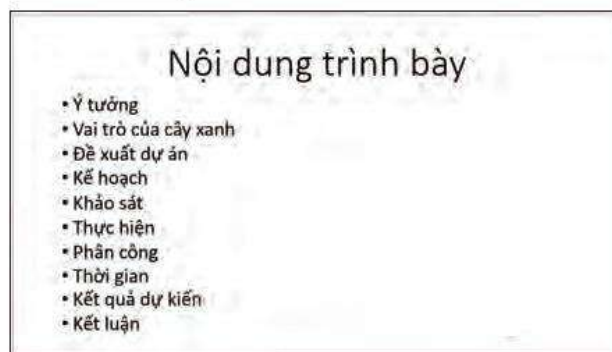 Nội dung trình bày
• Ý tưởng
• Vai trò của cây xanh
• Đề xuất dự án
• Kế hoạch
• Khảo sát
• Thực hiện
• Phân công
• Thời gian
• Kết quả dự kiến
• Kết luận